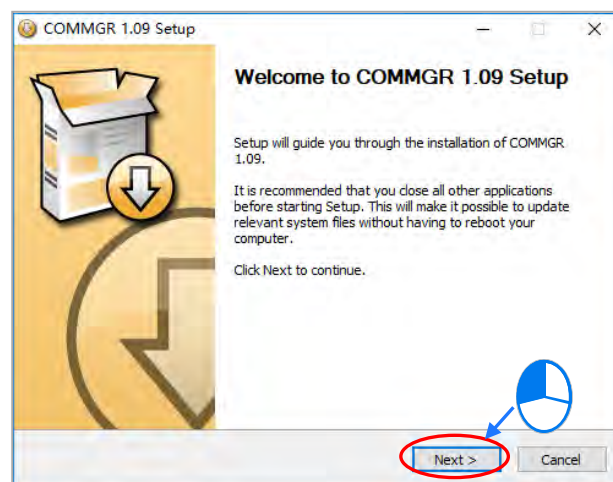 COMMGR 1.09 Setup
Welcome to COMMGR 1.09 Setup
Setup will guide you through the installation of COMMGR
1.09.
It is recommended that you close all other applications
before starting Setup. This will make it possible to update
relevant system files without having to reboot your
computer.
Click Next to continue.
Next >
Cancel